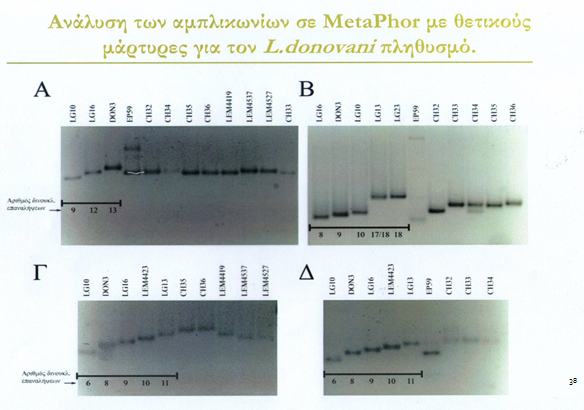 Ανάλυση των αμπλικωνίων σε MetaPhor με θετικούς
μάρτυρες για τον L.donovani πληθυσμό.
Α
LG10 LG16 DON3 EP59 CH32 CH34 CH35 CH36 LEM4419 LEM4537 LEM4527 CH33
Αριθμός δινουκλ.
επαναλήψεων
9 12 13
Β
LG16 DON3 LG10 LG13 LG23 EP59 CH32 CH33 CH34 CH35 CH36
8 9 10 17/18 18
Γ
LG10 DON3 LG16 LEM4423 LG13 CH35 CH36 LEM4419 LEM4537 LEM4527
Αριθμός δινουκλ.
επαναλήψεων
6 8 9 10 11
Δ
LG10 DON3 LG16 LEM4423 LG13 EP59 CH32 CH33 CH34
6 8 9 10 11
38